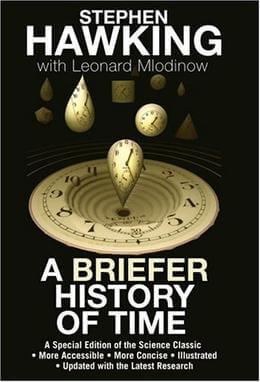 STEPHEN
HAWKING
with Leonard Mlodinow
A BRIEFER
HISTORY
OF TIME
A Special Edition of the Science Classic
• More Accessible • More Concise • Illustrated
• Updated with the Latest Research